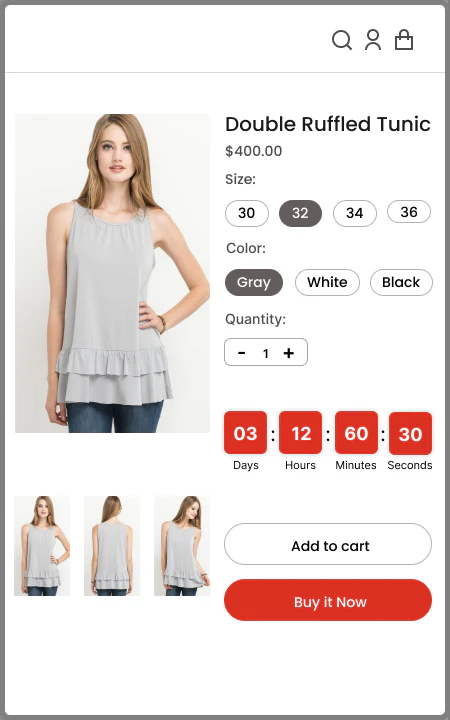 Double Ruffled Tunic
$400.00
Size:
30 32 34 36
Color:
Gray White Black
Quantity:
- 1 +
03 : 12 : 60 : 30
Days Hours Minutes Seconds
Add to cart
Buy it Now